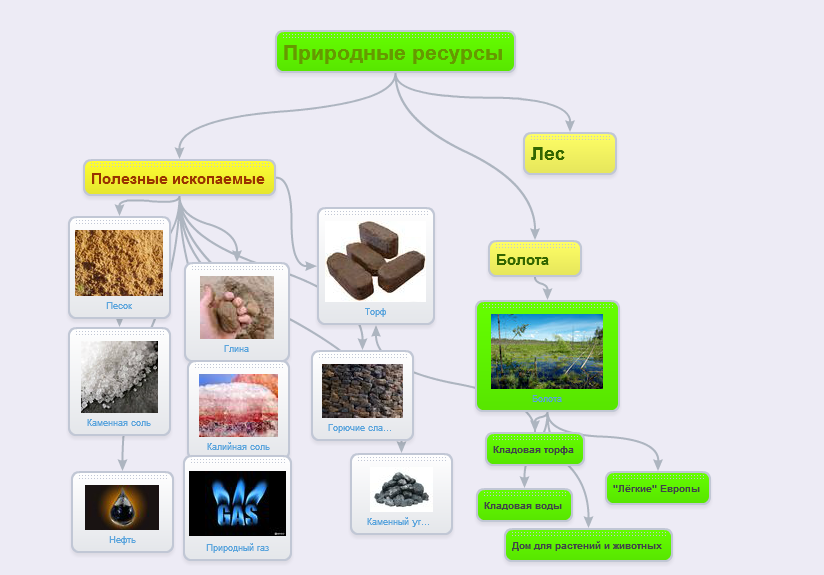 Природные ресурсы
Лес
Полезные ископаемые
Болота
Песок
Торф
Глина
Каменная соль
Горючие сла...
Калийная соль
Кладовая торфа
"Лёгкие" Европы
Кладовая воды
GAS
Каменный уг...
Нефть
Природный газ
Дом для растений и животных